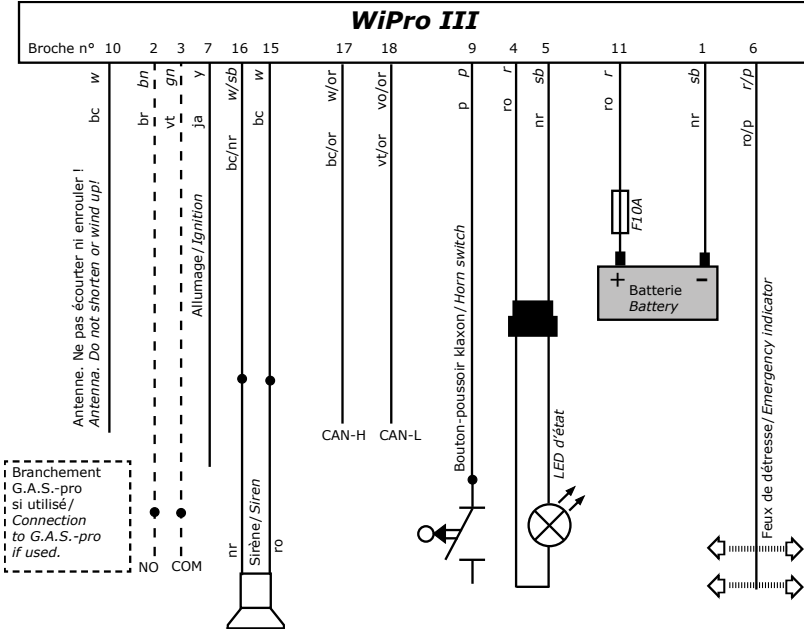 WiPro III
Broche n° 10 2 3 7 16 15 17 18 9 4 5 11 1 6
w bn gn y w/sb w w/or vo/or p r sb r sb r/p
bc br vt ja bc/nr bc bc/or vt/or p ro nr ro nr ro/p
Antenne. Ne pas écourter ni enrouler !
Antenna. Do not shorten or wind up!
Allumage/Ignition
Sirène/Siren
nr
ro
CAN-H CAN-L
Bouton-poussoir klaxon/Horn switch
LED d'état
F10A
+ -
Batterie
Battery
Feux de détresse/Emergency indicator
Branchement
G.A.S.-pro
si utilisé/
Connection
to G.A.S.-pro
if used.
NO COM